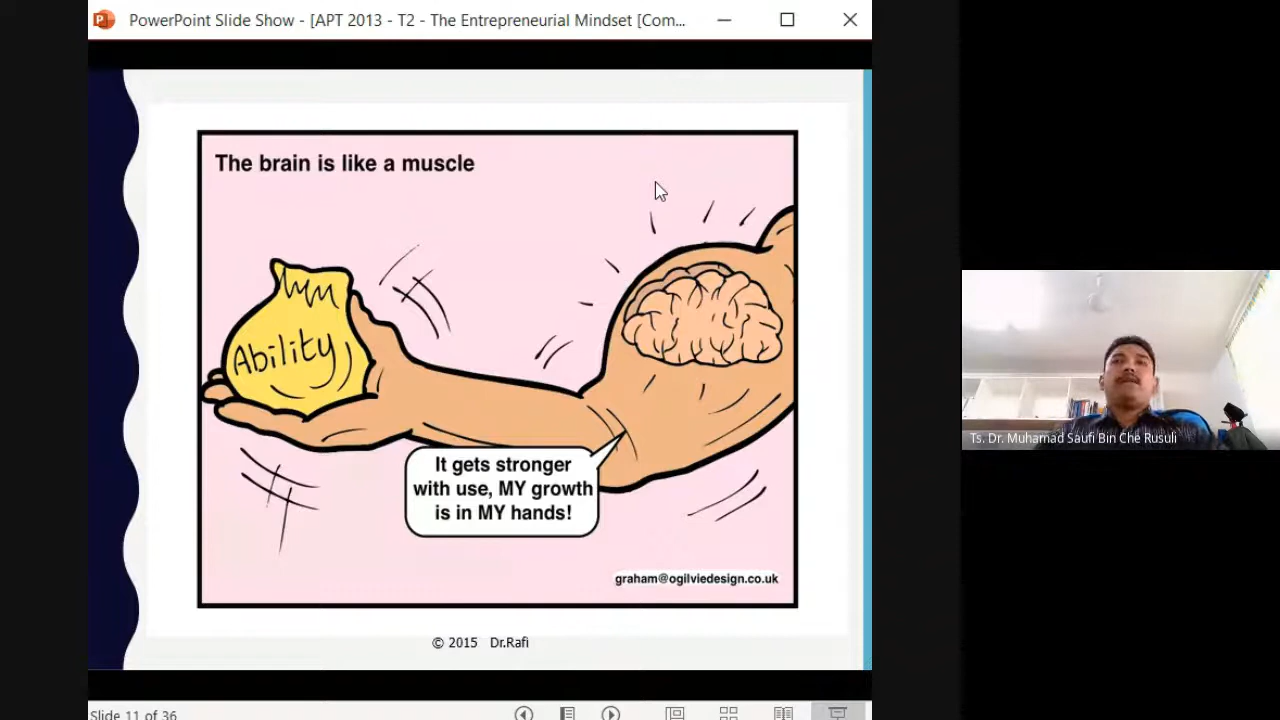 PowerPoint Slide Show - [APT 2013 - T2 - The Entrepreneurial Mindset [Com...
The brain is like a muscle
Ability
It gets stronger
with use, MY growth
is in MY hands!
graham@ogilviedesign.co.uk
© 2015 Dr.Rafi
Ts. Dr. Muhamad Saufi Bin Che Rusuli
Slide 11 of 36